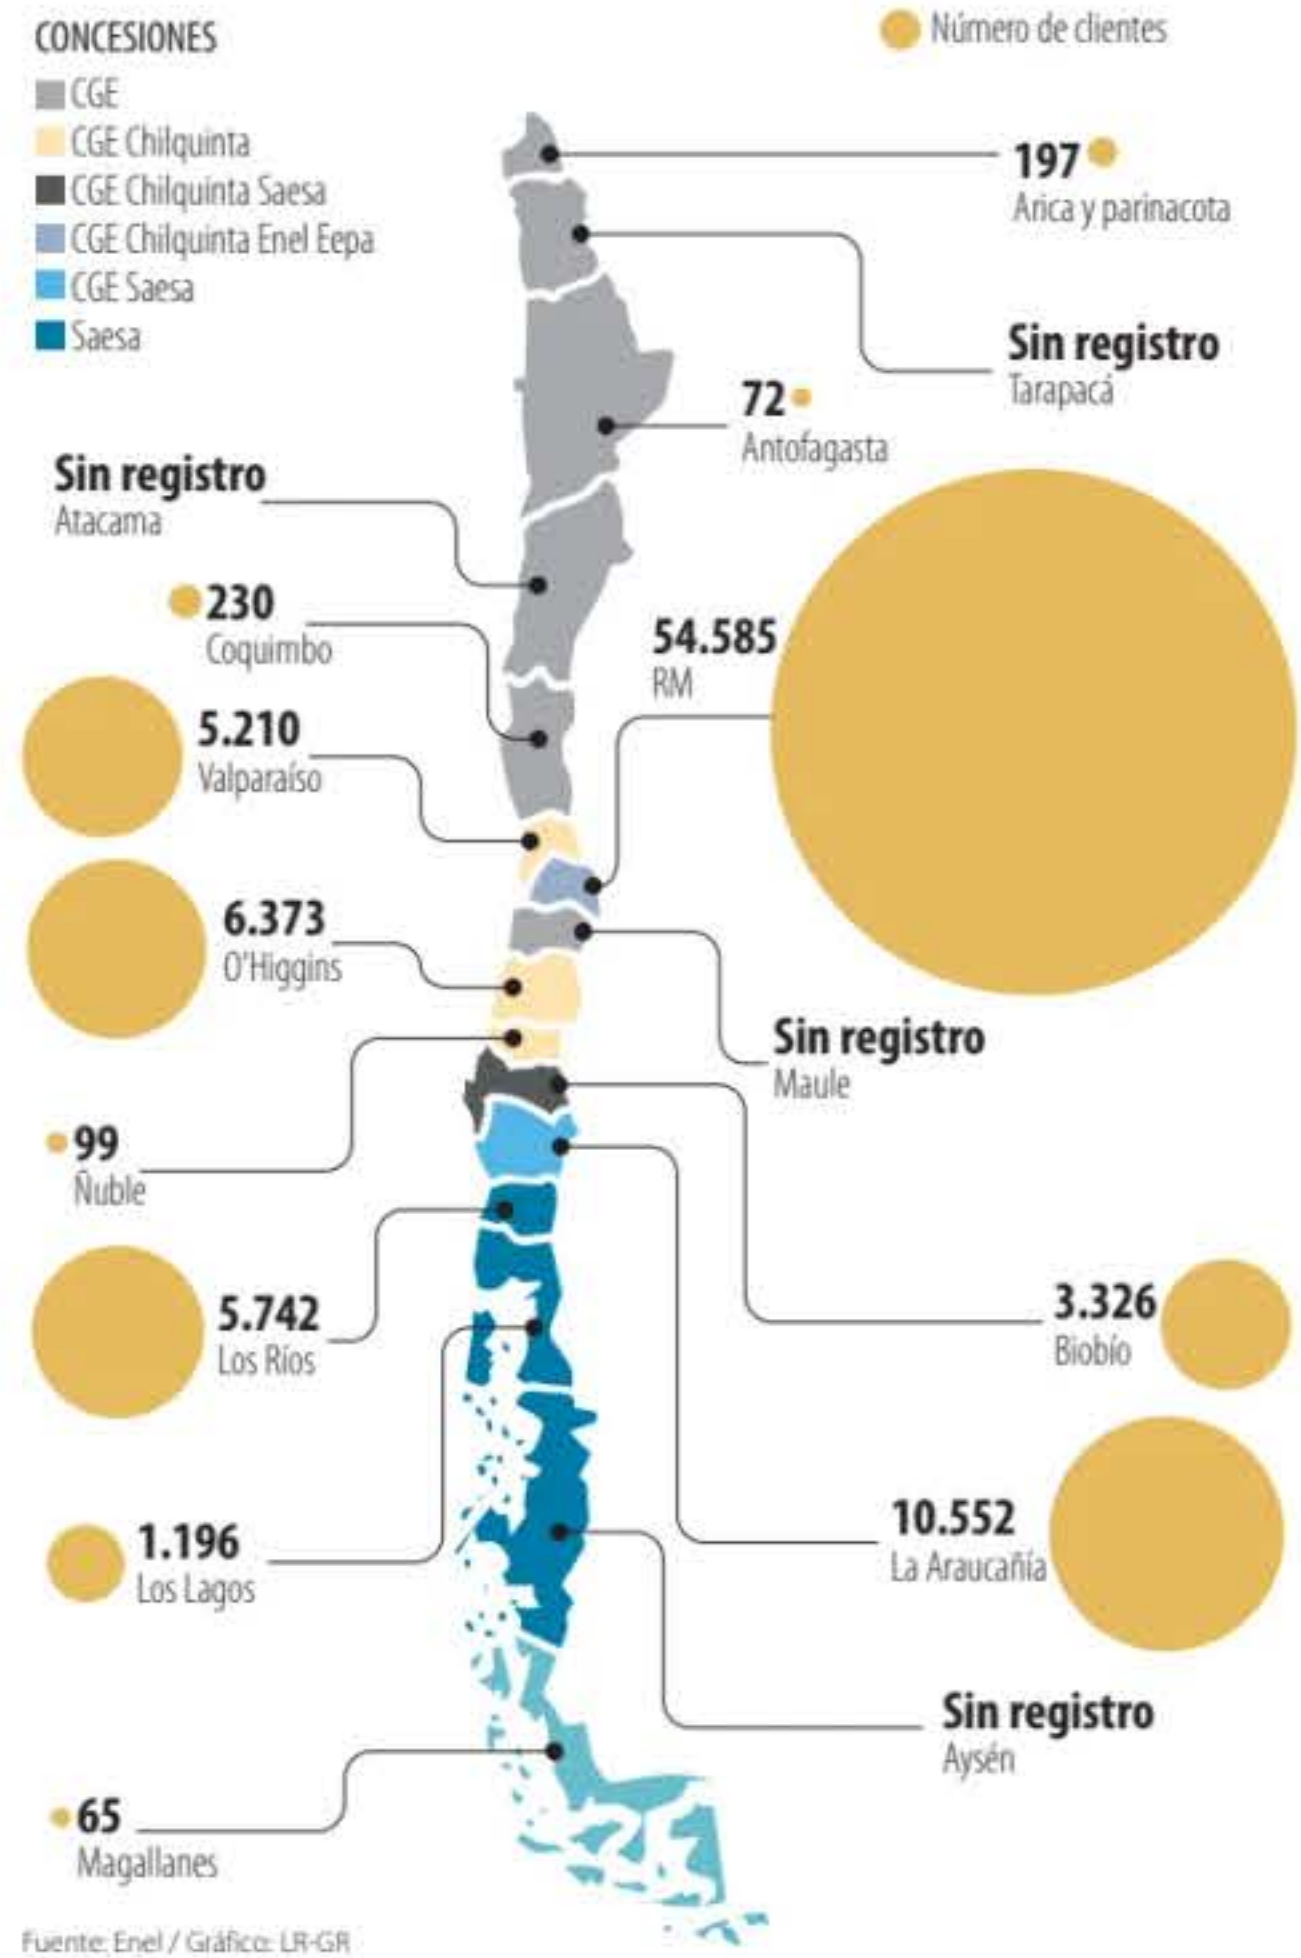 CONCESIONES
CGE
CGE Chilquinta
CGE Chilquinta Saesa
CGE Chilquinta Enel Eepa
CGE Saesa
Saesa
Número de clientes
197
Arica y parinacota
Sin registro
Tarapacá
72
Antofagasta
Sin registro
Atacama
230
Coquimbo
54.585
RM
5.210
Valparaíso
6.373
O'Higgins
Sin registro
Maule
99
Ñuble
5.742
Los Ríos
3.326
Biobío
10.552
La Araucañía
1.196
Los Lagos
Sin registro
Aysén
65
Magallanes
Fuente: Enel / Gráfico: LR-GR